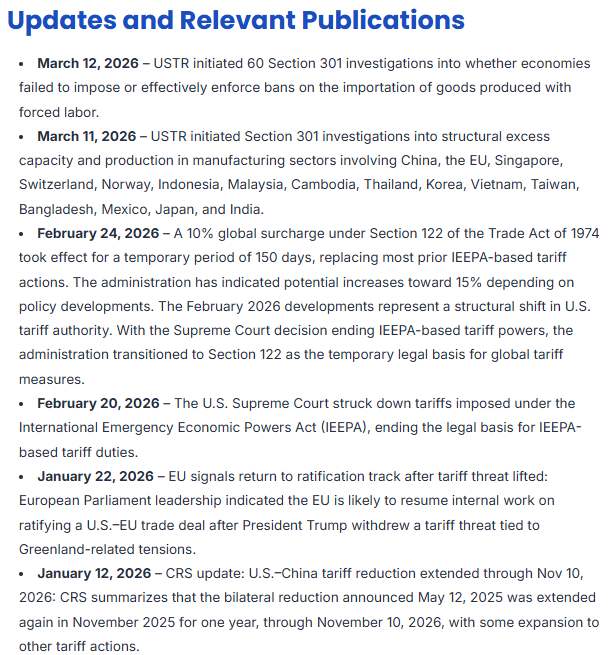 Updates and Relevant Publications
• March 12, 2026 – USTR initiated 60 Section 301 investigations into whether economies
failed to impose or effectively enforce bans on the importation of goods produced with
forced labor.
• March 11, 2026 – USTR initiated Section 301 investigations into structural excess
capacity and production in manufacturing sectors involving China, the EU, Singapore,
Switzerland, Norway, Indonesia, Malaysia, Cambodia, Thailand, Korea, Vietnam, Taiwan,
Bangladesh, Mexico, Japan, and India.
• February 24, 2026 – A 10% global surcharge under Section 122 of the Trade Act of 1974
took effect for a temporary period of 150 days, replacing most prior IEEPA-based tariff
actions. The administration has indicated potential increases toward 15% depending on
policy developments. The February 2026 developments represent a structural shift in U.S.
tariff authority. With the Supreme Court decision ending IEEPA-based tariff powers, the
administration transitioned to Section 122 as the temporary legal basis for global tariff
measures.
• February 20, 2026 – The U.S. Supreme Court struck down tariffs imposed under the
International Emergency Economic Powers Act (IEEPA), ending the legal basis for IEEPA-
based tariff duties.
• January 22, 2026 – EU signals return to ratification track after tariff threat lifted:
European Parliament leadership indicated the EU is likely to resume internal work on
ratifying a U.S.–EU trade deal after President Trump withdrew a tariff threat tied to
Greenland-related tensions.
• January 12, 2026 – CRS update: U.S.–China tariff reduction extended through Nov 10,
2026: CRS summarizes that the bilateral reduction announced May 12, 2025 was extended
again in November 2025 for one year, through November 10, 2026, with some expansion to
other tariff actions.